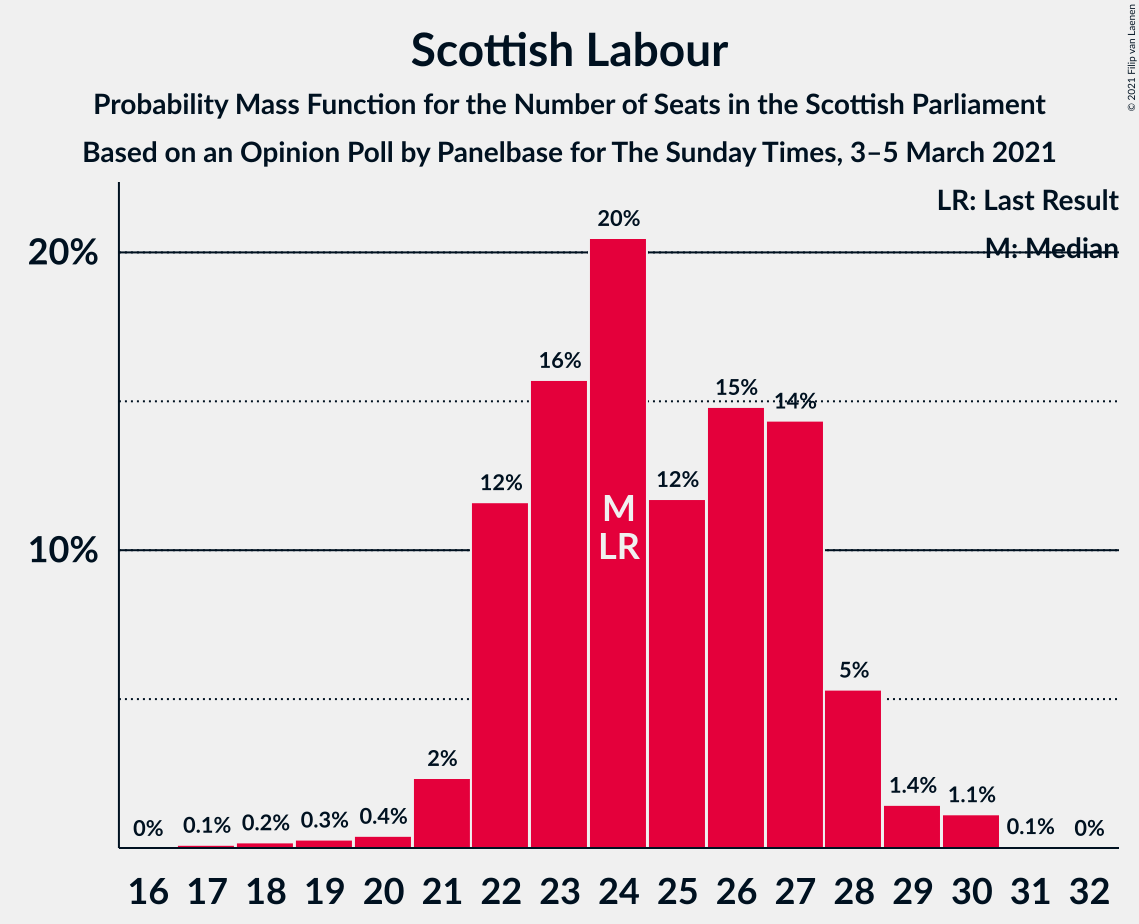 Scottish Labour
Probability Mass Function for the Number of Seats in the Scottish Parliament
Based on an Opinion Poll by Panelbase for The Sunday Times, 3–5 March 2021
© 2021 Filip van Laenen
LR: Last Result
M: Median
20%
10%
0%
0.1%
0.2%
0.3%
0.4%
2%
12%
16%
20%
12%
15%
14%
5%
1.4%
1.1%
0.1%
0%
M
LR
16 17 18 19 20 21 22 23 24 25 26 27 28 29 30 31 32